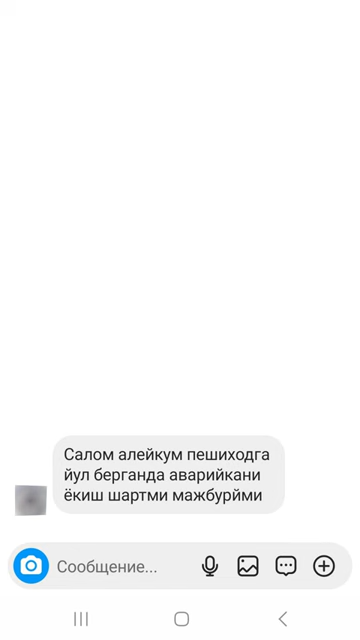 Салом алейкум пешиходга
йул берганда аварийкани
ёкиш шартми мажбурйми
Сообщение...